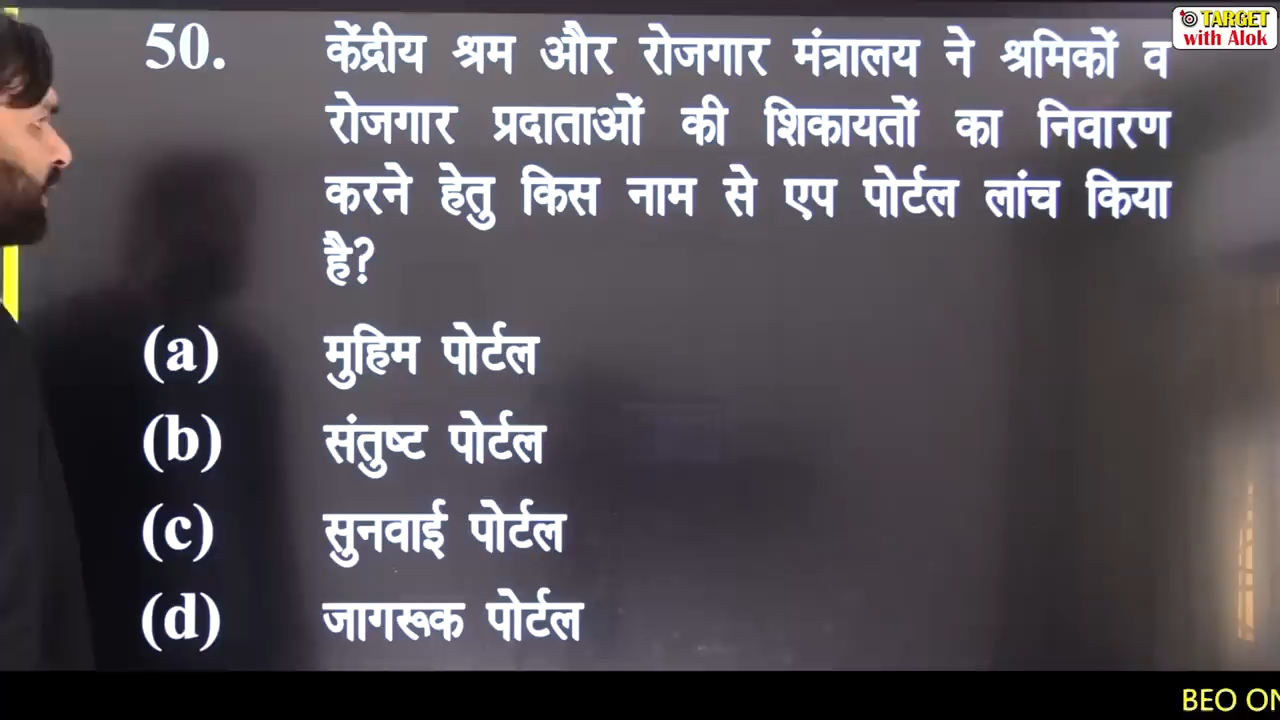 TARGET
with Alok
50. केंद्रीय श्रम और रोजगार मंत्रालय ने श्रमिकों व
रोजगार प्रदाताओं की शिकायतों का निवारण
करने हेतु किस नाम से एप पोर्टल लांच किया
है?
(a) मुहिम पोर्टल
(b) संतुष्ट पोर्टल
(c) सुनवाई पोर्टल
(d) जागरूक पोर्टल
BEO